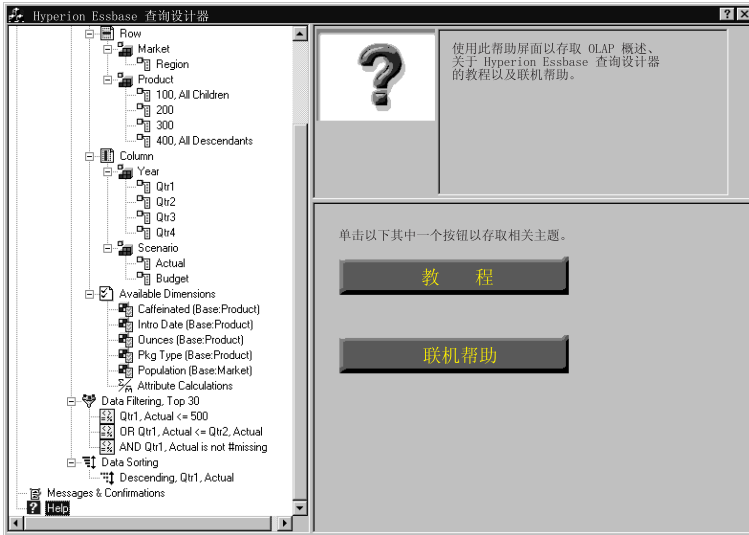 Hyperion Essbase 查询设计器
Row
Market
Region
Product
100, All Children
200
300
400, All Descendants
Column
Year
Qtr1
Qtr2
Qtr3
Qtr4
Scenario
Actual
Budget
Available Dimensions
Caffeinated (Base:Product)
Intro Date (Base:Product)
Ounces (Base:Product)
Pkg Type (Base:Product)
Population (Base:Market)
Attribute Calculations
Data Filtering, Top 30
Qtr1, Actual <= 500
OR Qtr1, Actual <= Qtr2, Actual
AND Qtr1, Actual is not #missing
Data Sorting
Descending, Qtr1, Actual
Messages & Confirmations
Help
使用此帮助屏幕以存取 OLAP 概述、
关于 Hyperion Essbase 查询设计器
的教程以及联机帮助。
单击以下其中一个按钮以存取相关主题。
教 程
联机帮助